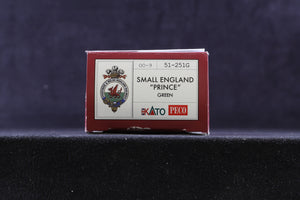 OO-9
51-251G
SMALL ENGLAND
"PRINCE"
GREEN
KATO PECO